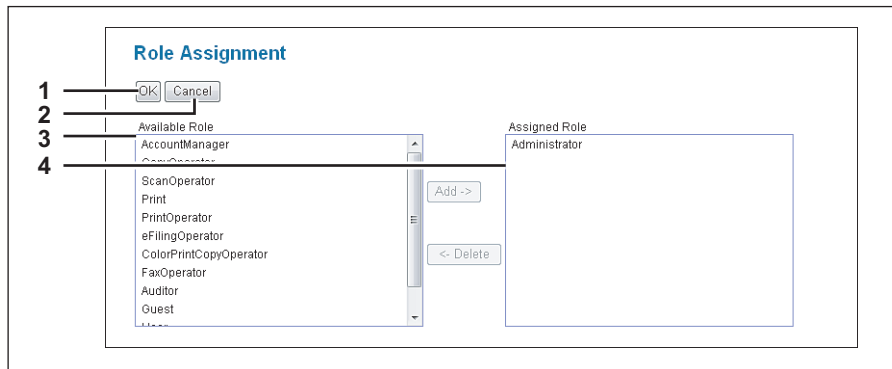 Role Assignment
1
OK Cancel
2
Available Role
Assigned Role
3
AccountManager
Administrator
4
ScanOperator
Add ->
Print
PrintOperator
eFilingOperator
<- Delete
ColorPrintCopyOperator
FaxOperator
Auditor
Guest